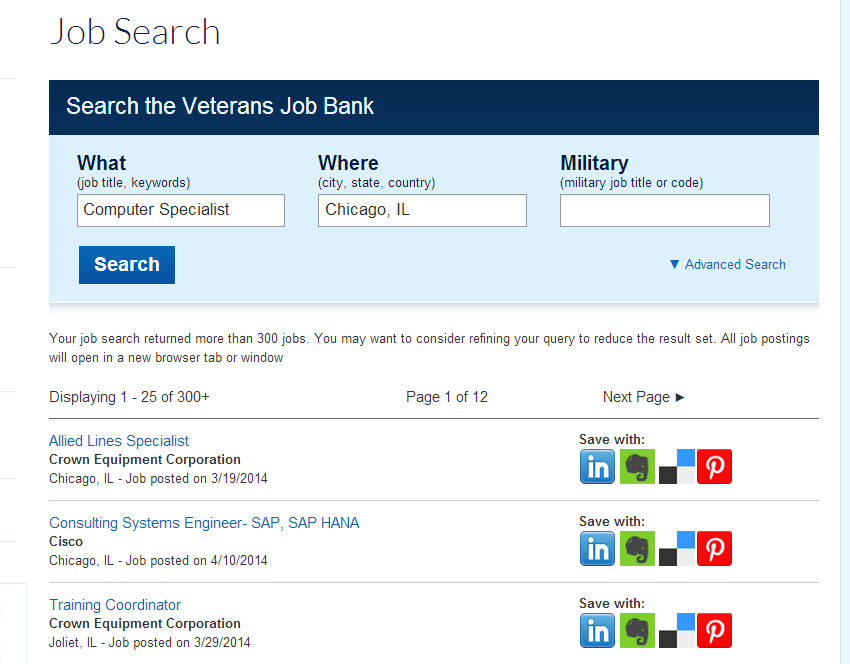 Job Search
Search the Veterans Job Bank
What
(job title, keywords)
Computer Specialist
Where
(city, state, country)
Chicago, IL
Military
(military job title or code)
Search
▼ Advanced Search
Your job search returned more than 300 jobs. You may want to consider refining your query to reduce the result set. All job postings
will open in a new browser tab or window
Displaying 1 - 25 of 300+
Page 1 of 12
Next Page ►
Allied Lines Specialist
Crown Equipment Corporation
Chicago, IL - Job posted on 3/19/2014
Save with:
in
Consulting Systems Engineer- SAP, SAP HANA
Cisco
Chicago, IL - Job posted on 4/10/2014
Save with:
in
Training Coordinator
Crown Equipment Corporation
Joliet, IL - Job posted on 3/29/2014
Save with:
in